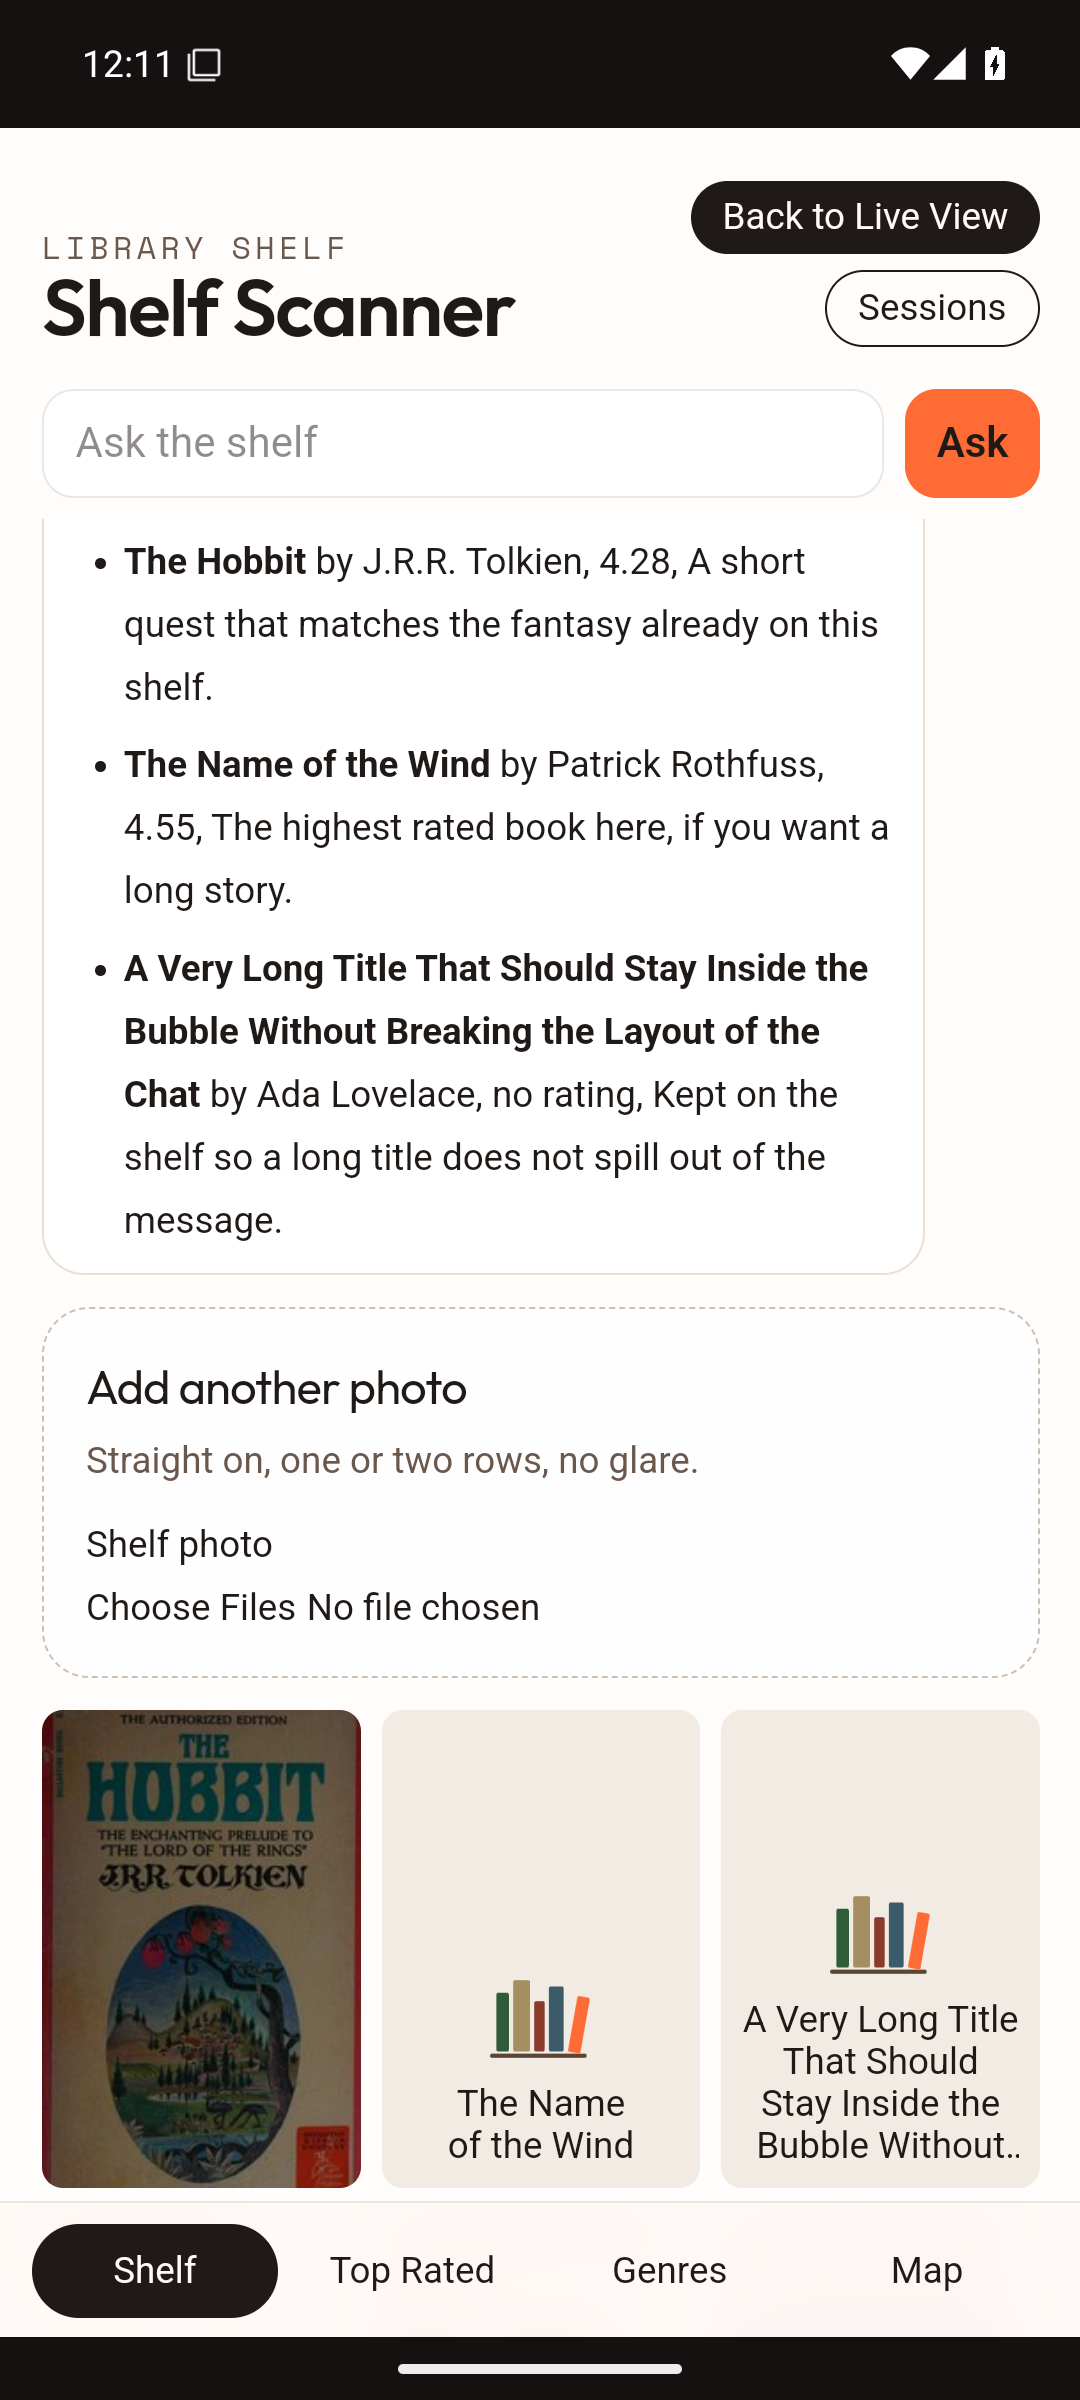 12:11
Back to Live View
LIBRARY SHELF
Shelf Scanner
Sessions
Ask the shelf
Ask
• The Hobbit by J.R.R. Tolkien, 4.28, A short
quest that matches the fantasy already on this
shelf.
• The Name of the Wind by Patrick Rothfuss,
4.55, The highest rated book here, if you want a
long story.
• A Very Long Title That Should Stay Inside the
Bubble Without Breaking the Layout of the
Chat by Ada Lovelace, no rating, Kept on the
shelf so a long title does not spill out of the
message.
Add another photo
Straight on, one or two rows, no glare.
Shelf photo
Choose Files No file chosen
THE AUTHORIZED EDITION
THE
HOBBIT
THE ENCHANTING PRELUDE TO
"THE LORD OF THE RINGS"
J.R.R. TOLKIEN
The Name
of the Wind
A Very Long Title
That Should
Stay Inside the
Bubble Without..
Shelf
Top Rated
Genres
Map